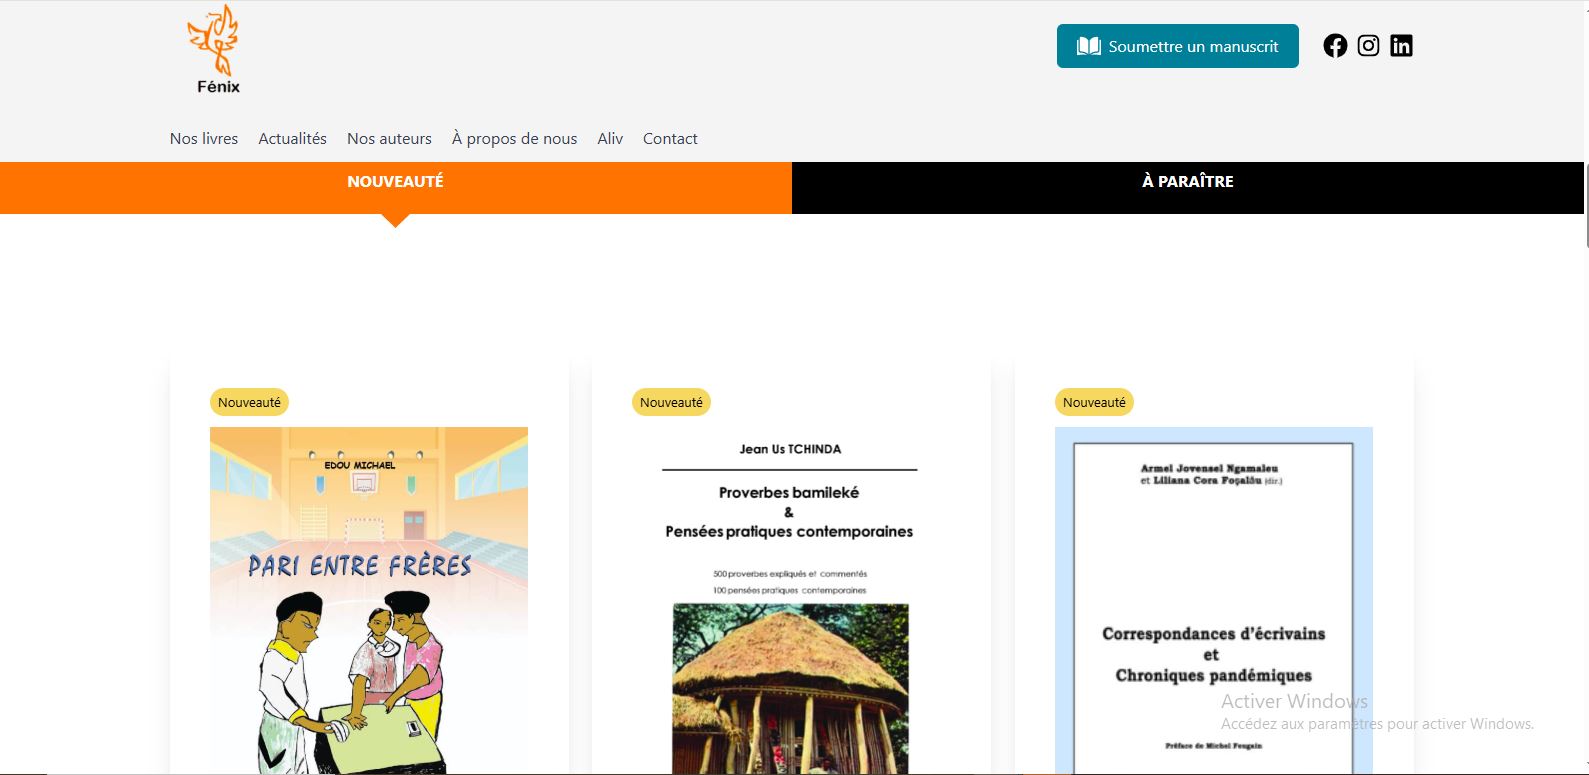 Fénix
Soumettre un manuscrit
Nos livres Actualités Nos auteurs À propos de nous Aliv Contact
NOUVEAUTÉ
À PARAÎTRE
Nouveauté
EDOU MICHAEL
PARI ENTRE FRÈRES
Nouveauté
Jean Us TCHINDA
Proverbes bamileké
&
Pensées pratiques contemporaines
500 proverbes expliqués et commentés
100 pensées pratiques contemporaines
Nouveauté
Armel Jovensel Ngamaleu
et Liliana Cora Foşalău (dir.)
Correspondances d'écrivains
et
Chroniques pandémiques
Préface de Michel Feugain
Activer Windows
Accédez aux paramètres pour activer Windows.